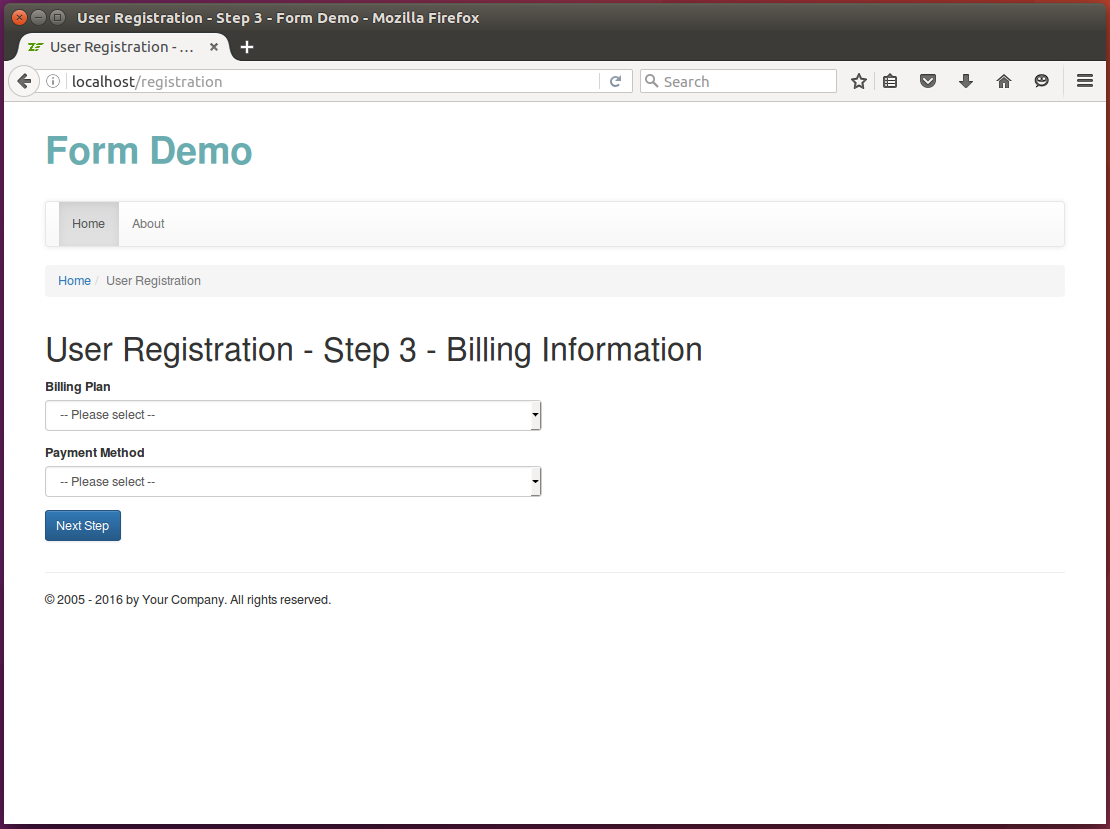 User Registration - Step 3 - Form Demo - Mozilla Firefox
User Registration - ...
localhost/registration
Search
Form Demo
Home About
Home / User Registration
User Registration - Step 3 - Billing Information
Billing Plan
-- Please select --
Payment Method
-- Please select --
Next Step
© 2005 - 2016 by Your Company. All rights reserved.